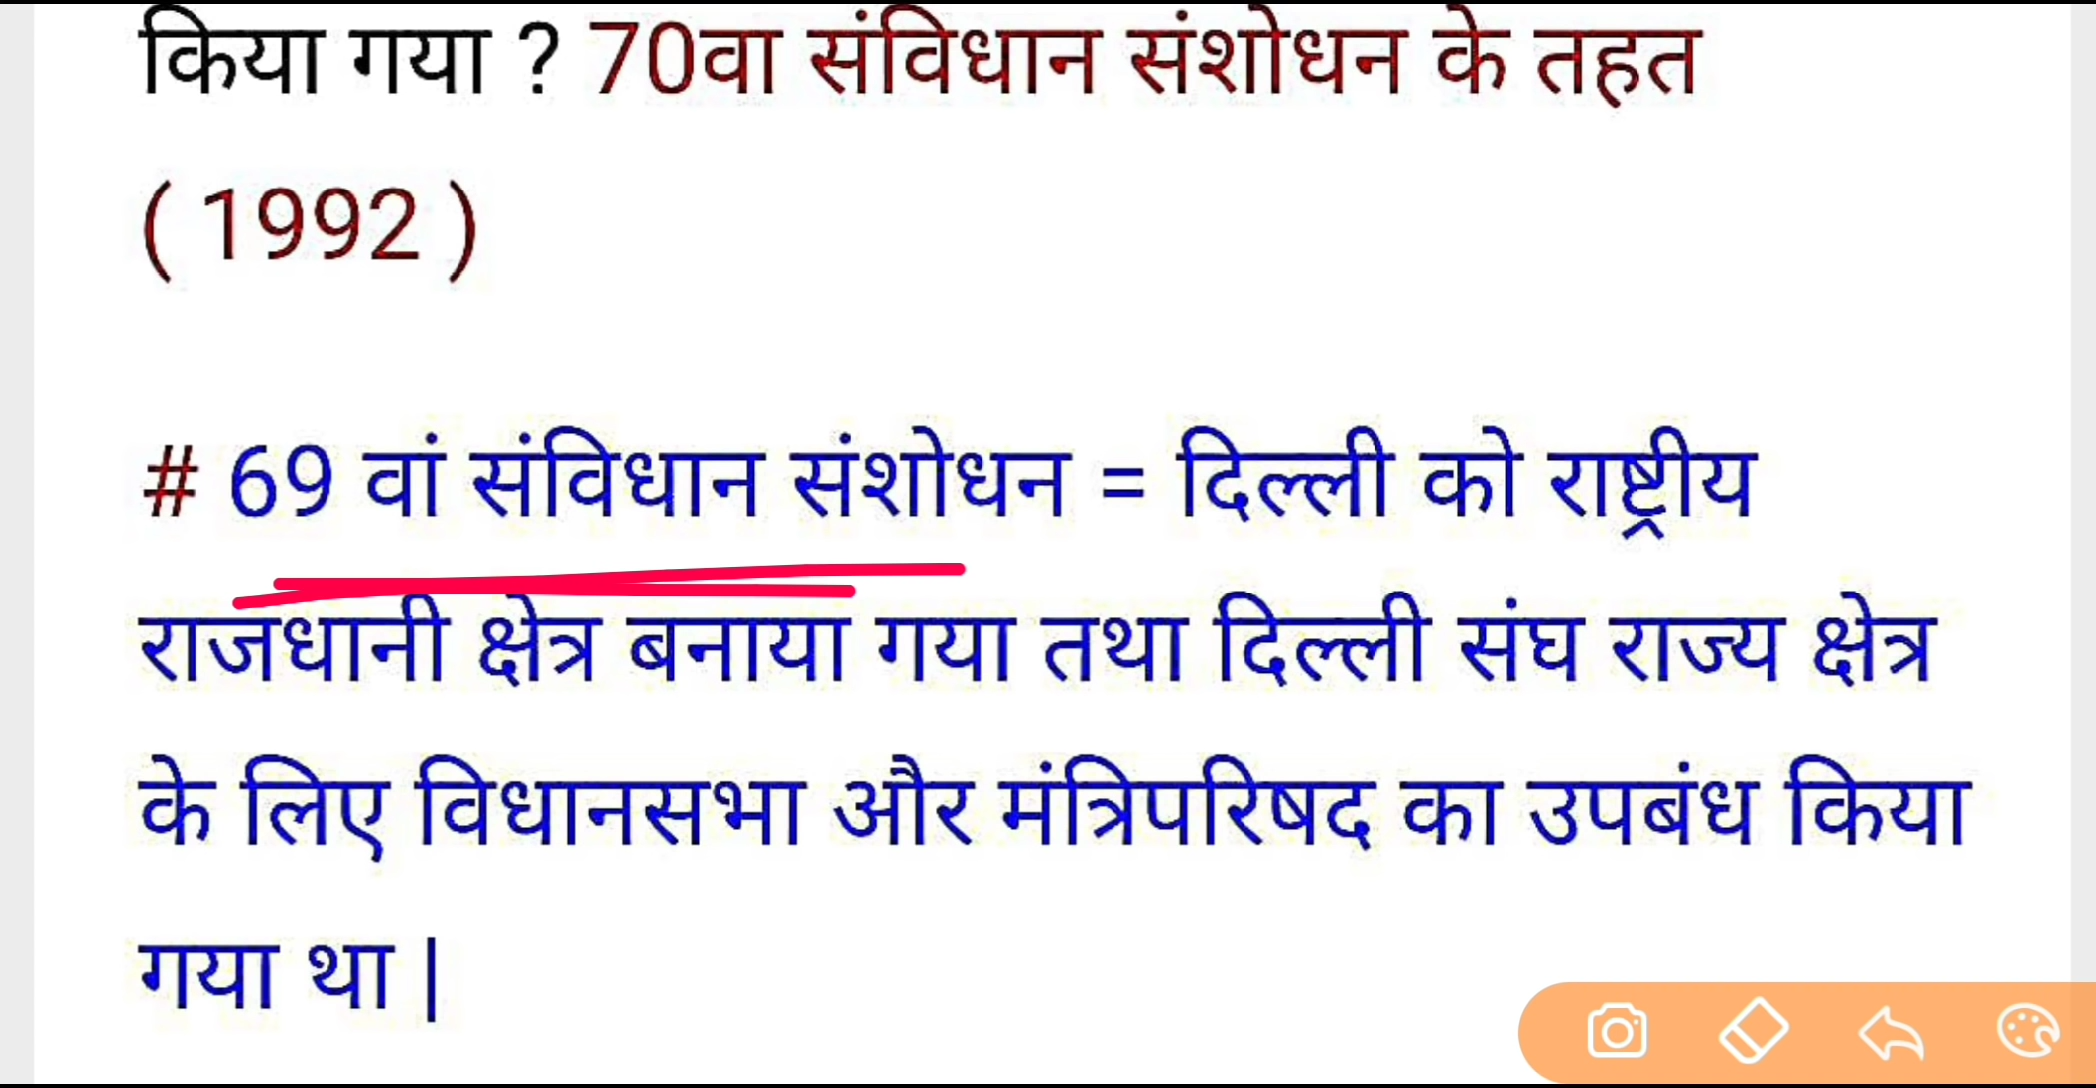 किया गया ? 70वा संविधान संशोधन के तहत
( 1992 )
# 69 वां संविधान संशोधन = दिल्ली को राष्ट्रीय
राजधानी क्षेत्र बनाया गया तथा दिल्ली संघ राज्य क्षेत्र
के लिए विधानसभा और मंत्रिपरिषद का उपबंध किया
गया था |